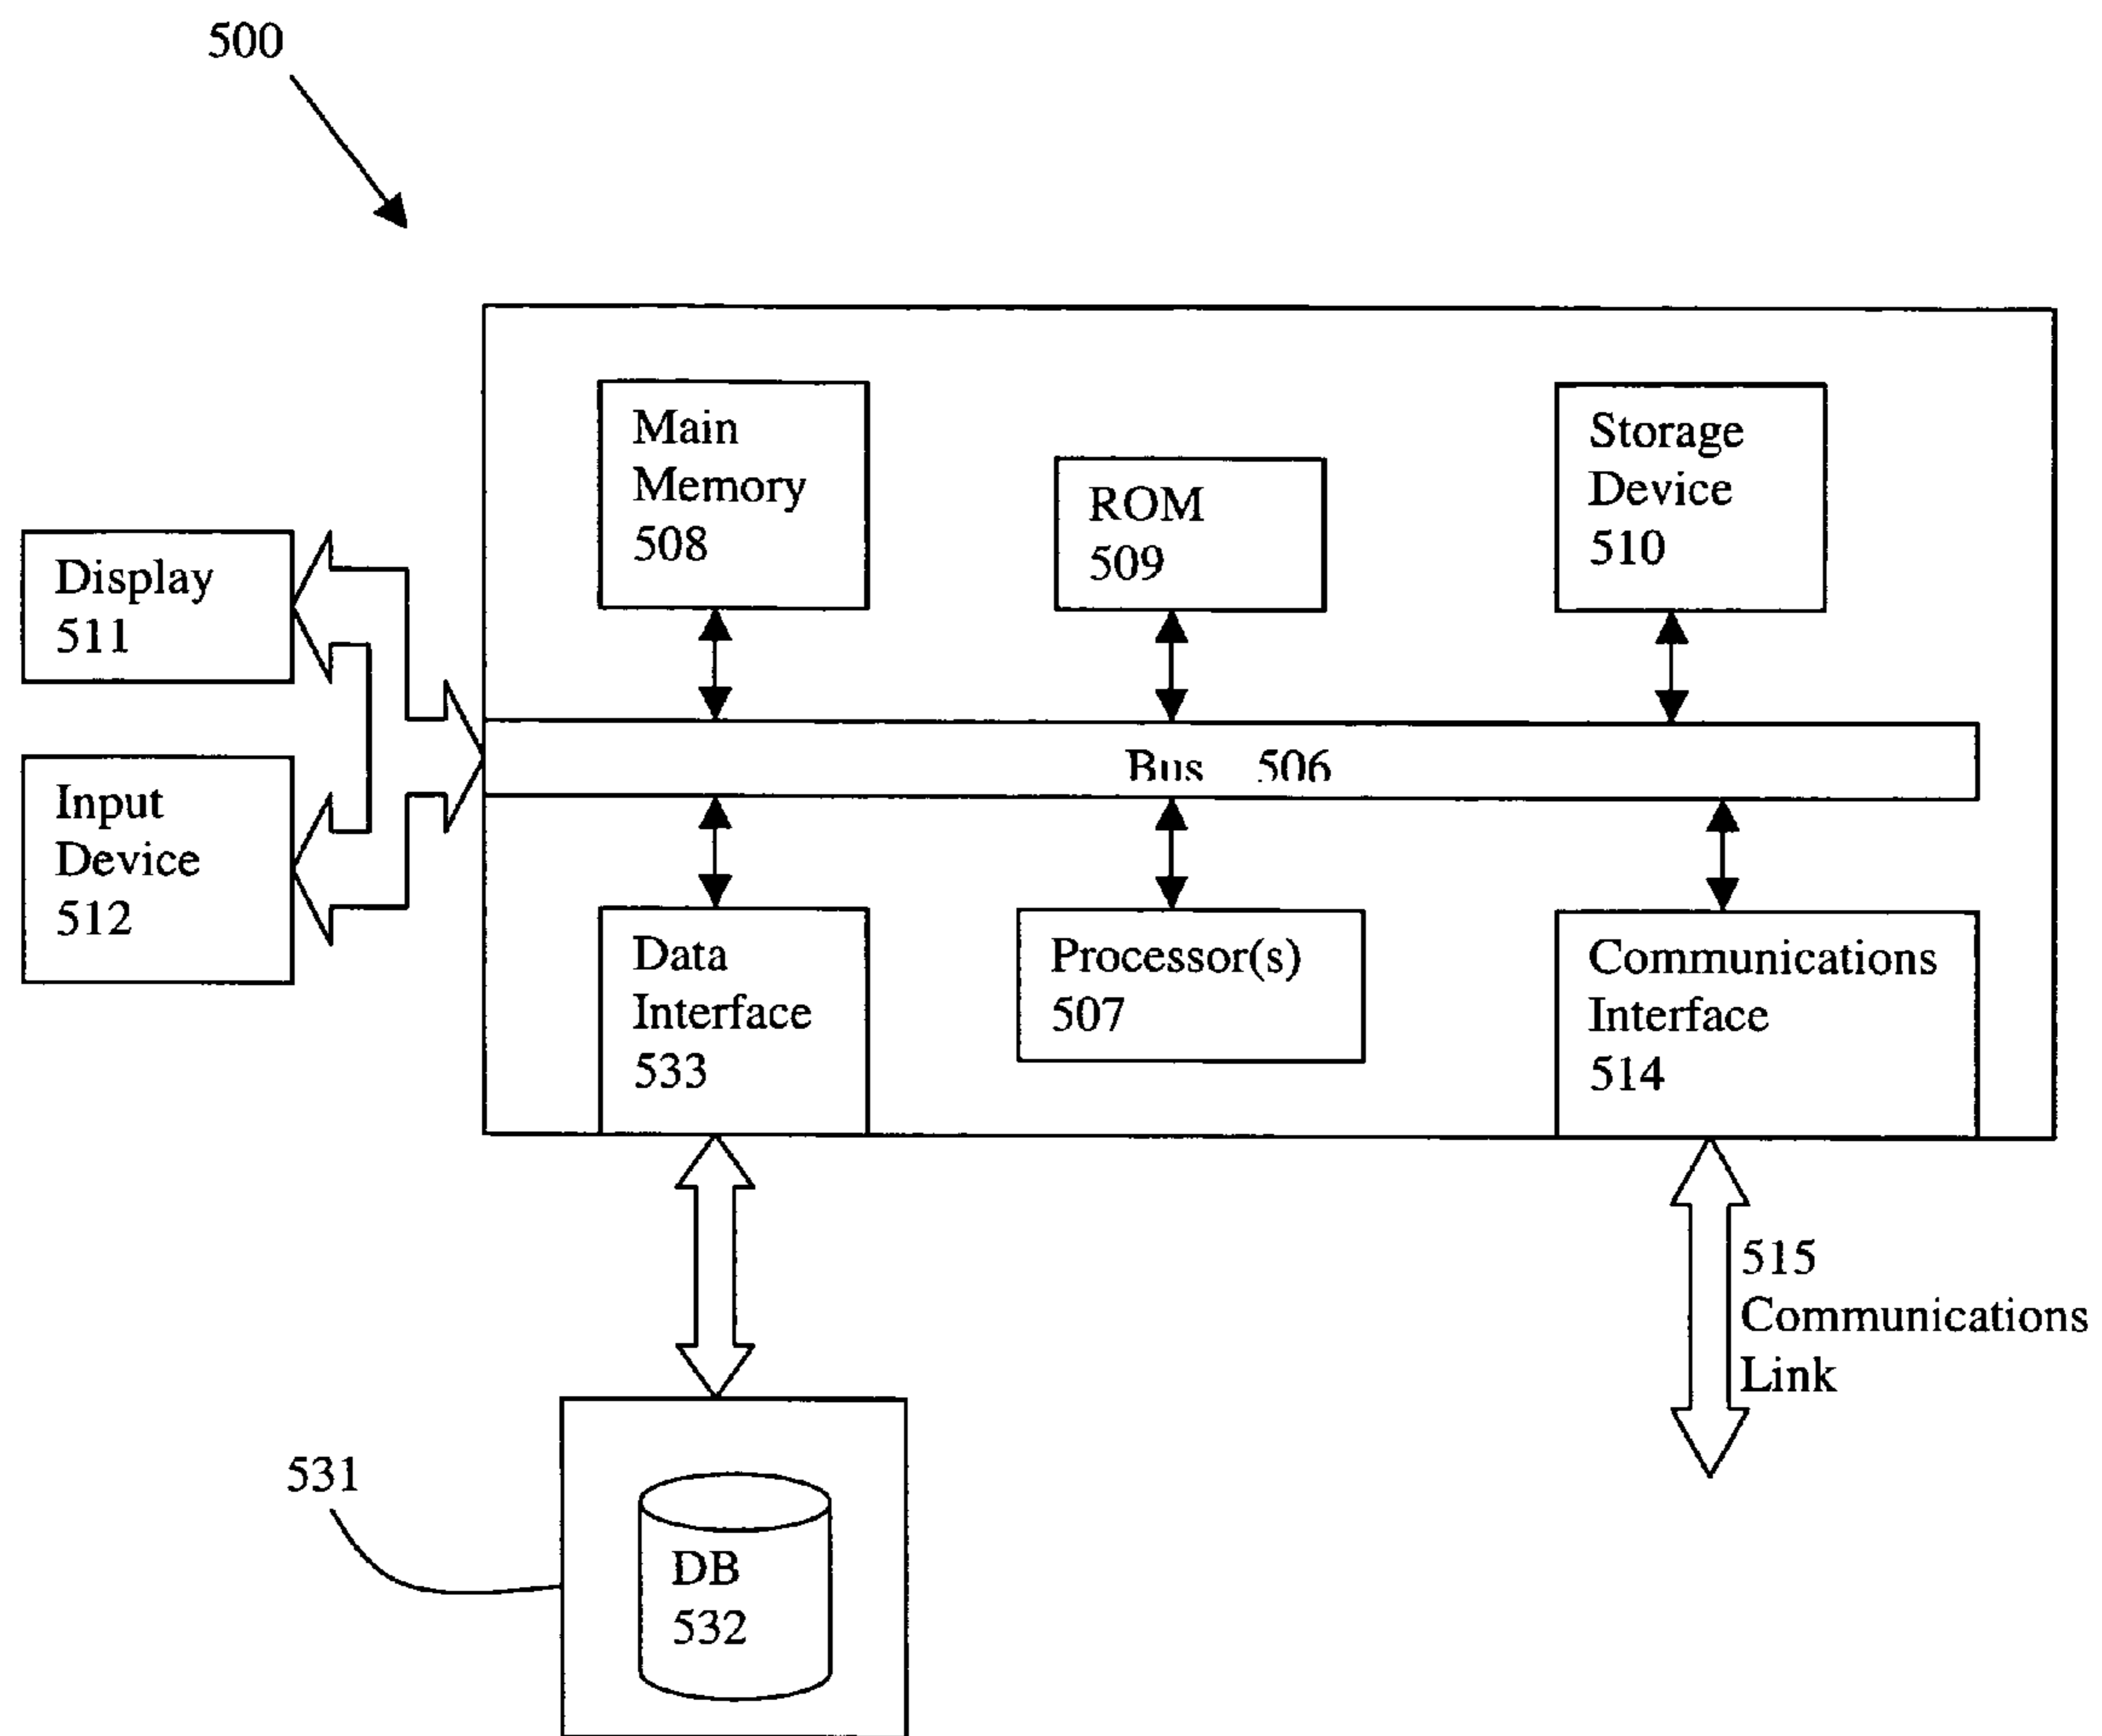 500
Main
Memory
508
ROM
509
Storage
Device
510
Display
511
Bus 506
Input
Device
512
Data
Interface
533
Processor(s)
507
Communications
Interface
514
515
Communications
Link
531
DB
532